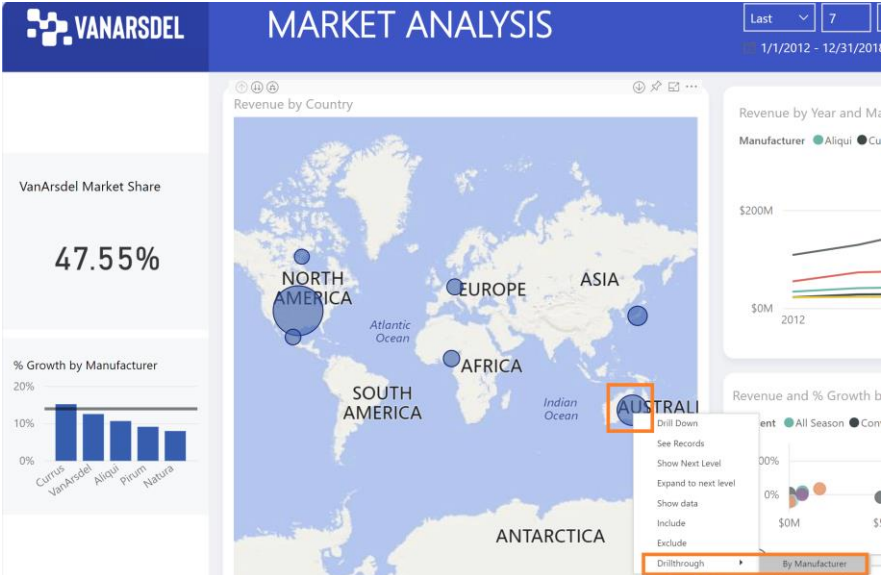 VANARSDEL
MARKET ANALYSIS
Last 7
1/1/2012 - 12/31/2018
Revenue by Country
VanArsdel Market Share
47.55%
% Growth by Manufacturer
20%
10%
0%
Currus
VanArsdel
Aliqui
Pirum
Natura
NORTH
AMERICA
EUROPE
ASIA
Atlantic
Ocean
AFRICA
SOUTH
AMERICA
Indian
Ocean
AUSTRALI
ANTARCTICA
Drill Down
See Records
Show Next Level
Expand to next level
Show data
Include
Exclude
Drillthrough
By Manufacturer
Revenue by Year and Ma
Manufacturer Aliqui Cu
$200M
$0M
2012
Revenue and % Growth b
ent All Season Con
00%
0%
$0M